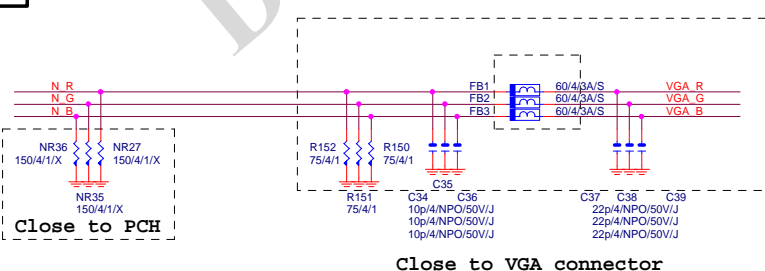 N_R
N_G
N_B
FB1 60/4/3A/S VGA_R
FB2 60/4/3A/S VGA_G
FB3 60/4/3A/S VGA_B
NR36 NR27
150/4/1/X 150/4/1/X
NR35
150/4/1/X
Close to PCH
R152 R150
75/4/1 75/4/1
R151
75/4/1
C35
C34 C36
10p/4/NPO/50V/J
10p/4/NPO/50V/J
10p/4/NPO/50V/J
C37 C38 C39
22p/4/NPO/50V/J
22p/4/NPO/50V/J
22p/4/NPO/50V/J
Close to VGA connector